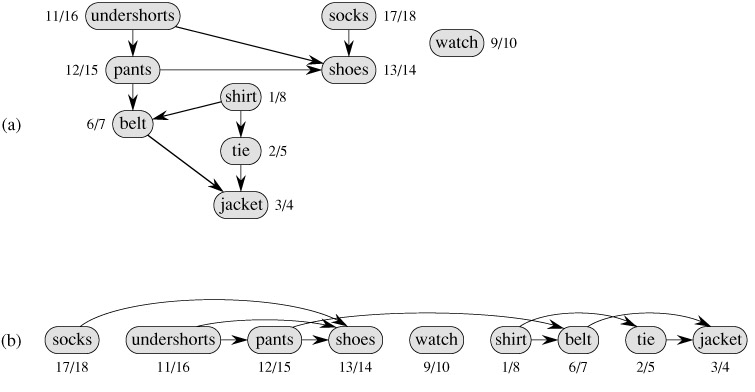 11/16 undershorts socks 17/18
watch 9/10
12/15 pants shoes 13/14
shirt 1/8
(a) 6/7 belt
tie 2/5
jacket 3/4
(b) socks undershorts pants shoes watch shirt belt tie jacket
17/18 11/16 12/15 13/14 9/10 1/8 6/7 2/5 3/4